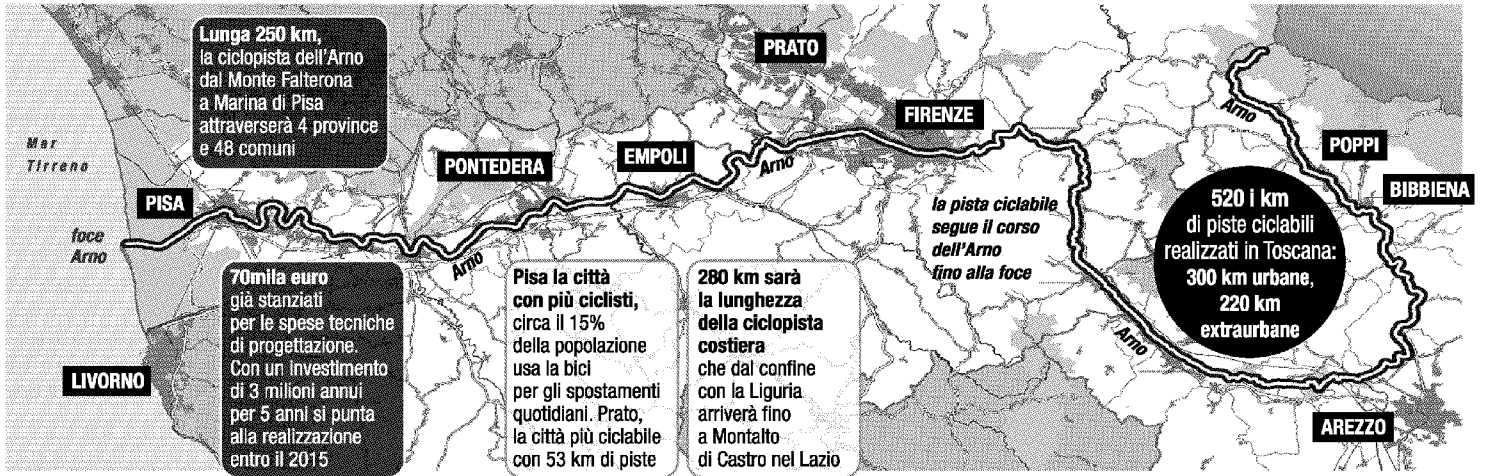 Lunga 250 km,
la ciclopista dell'Arno
dal Monte Falterona
a Marina di Pisa
attraverserà 4 province
e 48 comuni
PRATO
FIRENZE
Arno
POPPI
BIBBIENA
Mar
Tirreno
PONTEDERA
EMPOLI
Arno
PISA
foce
Arno
Arno
la pista ciclabile
segue il corso
dell'Arno
fino alla foce
520 i km
di piste ciclabili
realizzati in Toscana:
300 km urbane,
220 km
extraurbane
70mila euro
già stanziati
per le spese tecniche
di progettazione.
Con un investimento
di 3 milioni annui
per 5 anni si punta
alla realizzazione
entro il 2015
Pisa la città
con più ciclisti,
circa il 15%
della popolazione
usa la bici
per gli spostamenti
quotidiani. Prato,
la città più ciclabile
con 53 km di piste
280 km sarà
la lunghezza
della ciclopista
costiera
che dal confine
con la Liguria
arriverà fino
a Montalto
di Castro nel Lazio
Arno
LIVORNO
AREZZO